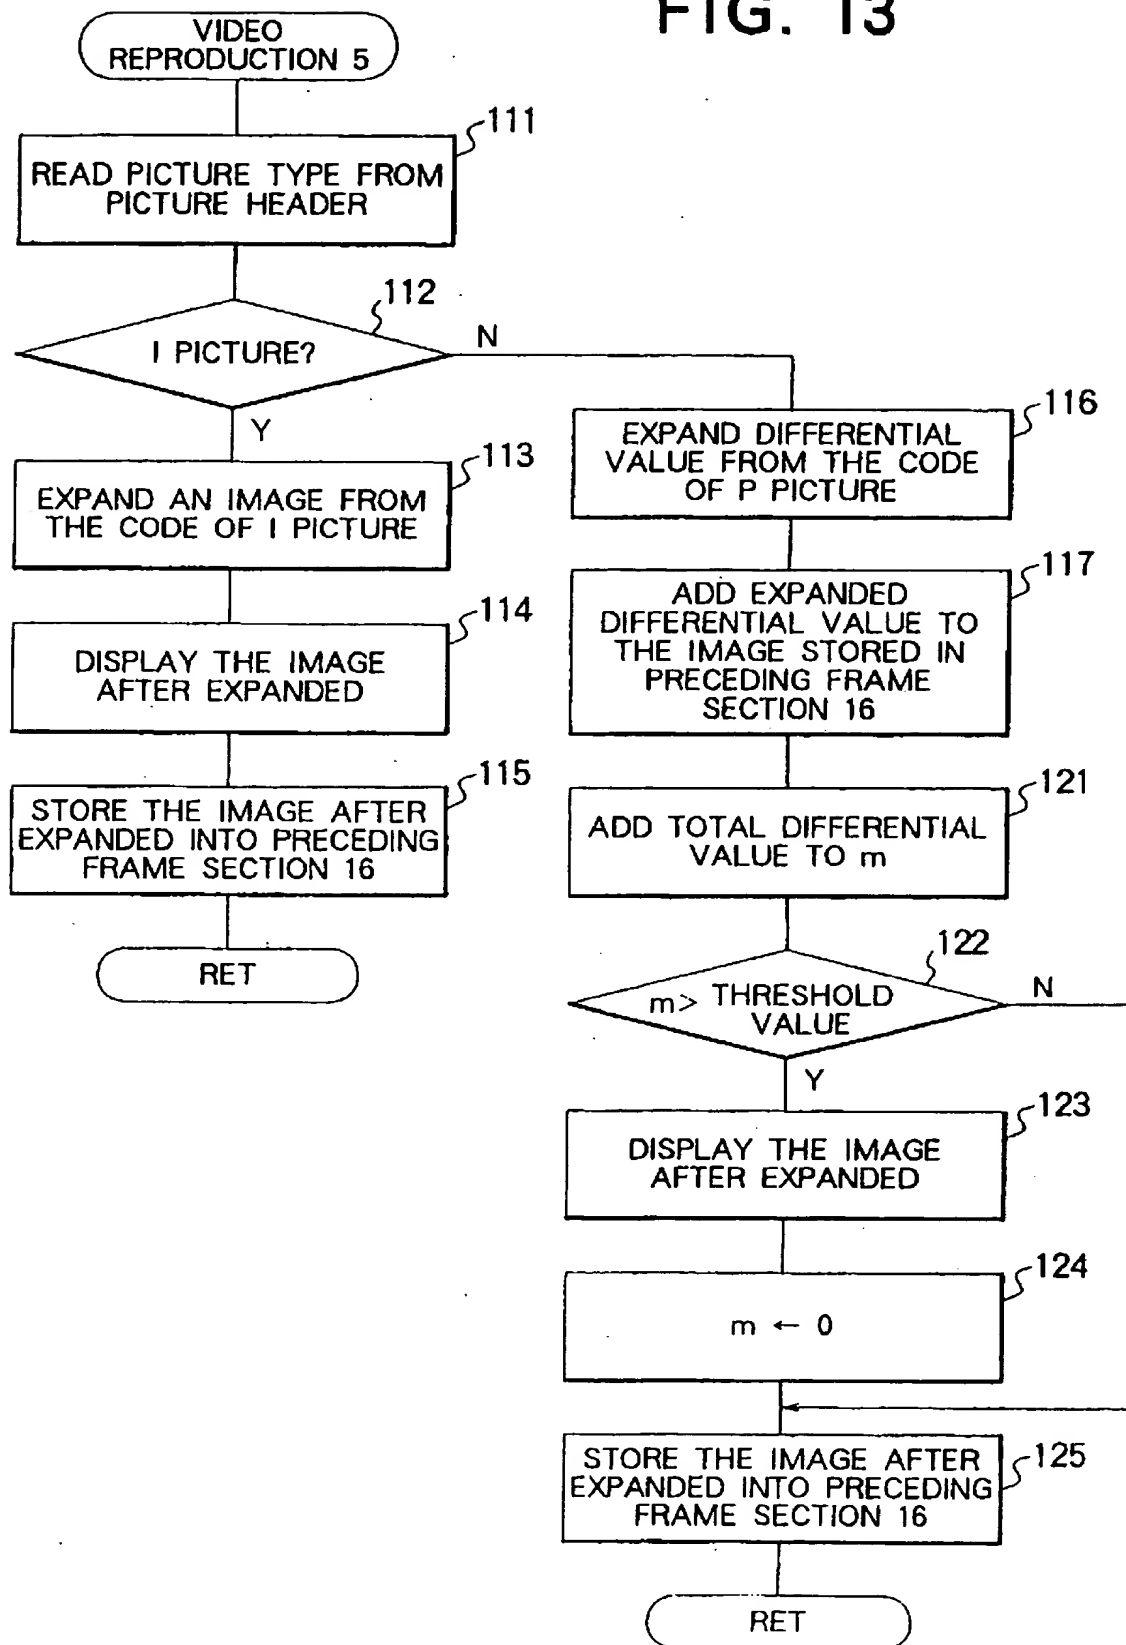 FIG. 13
VIDEO
REPRODUCTION 5
111
READ PICTURE TYPE FROM
PICTURE HEADER
112
I PICTURE?
N
Y
113
EXPAND AN IMAGE FROM
THE CODE OF I PICTURE
114
DISPLAY THE IMAGE
AFTER EXPANDED
115
STORE THE IMAGE AFTER
EXPANDED INTO PRECEDING
FRAME SECTION 16
RET
116
EXPAND DIFFERENTIAL
VALUE FROM THE CODE
OF P PICTURE
117
ADD EXPANDED
DIFFERENTIAL VALUE TO
THE IMAGE STORED IN
PRECEDING FRAME
SECTION 16
121
ADD TOTAL DIFFERENTIAL
VALUE TO m
122
m> THRESHOLD
VALUE
N
Y
123
DISPLAY THE IMAGE
AFTER EXPANDED
124
m ← 0
125
STORE THE IMAGE AFTER
EXPANDED INTO PRECEDING
FRAME SECTION 16
RET